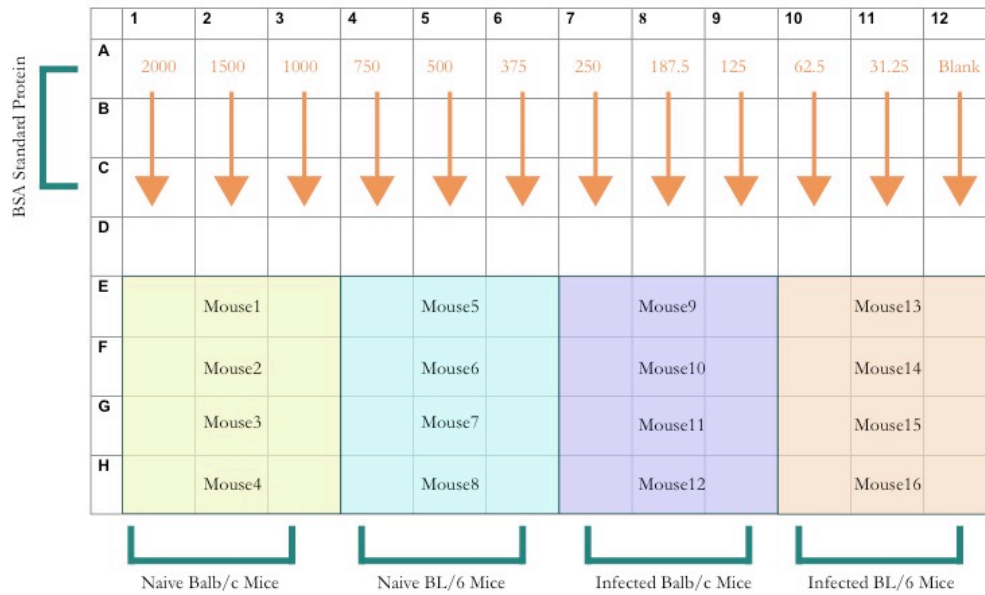 1 2 3 4 5 6 7 8 9 10 11 12
A 2000 1500 1000 750 500 375 250 187.5 125 62.5 31.25 Blank
BSA Standard Protein
B
C
D
E Mouse1 Mouse5 Mouse9 Mouse13
F Mouse2 Mouse6 Mouse10 Mouse14
G Mouse3 Mouse7 Mouse11 Mouse15
H Mouse4 Mouse8 Mouse12 Mouse16
Naive Balb/c Mice Naive BL/6 Mice Infected Balb/c Mice Infected BL/6 Mice